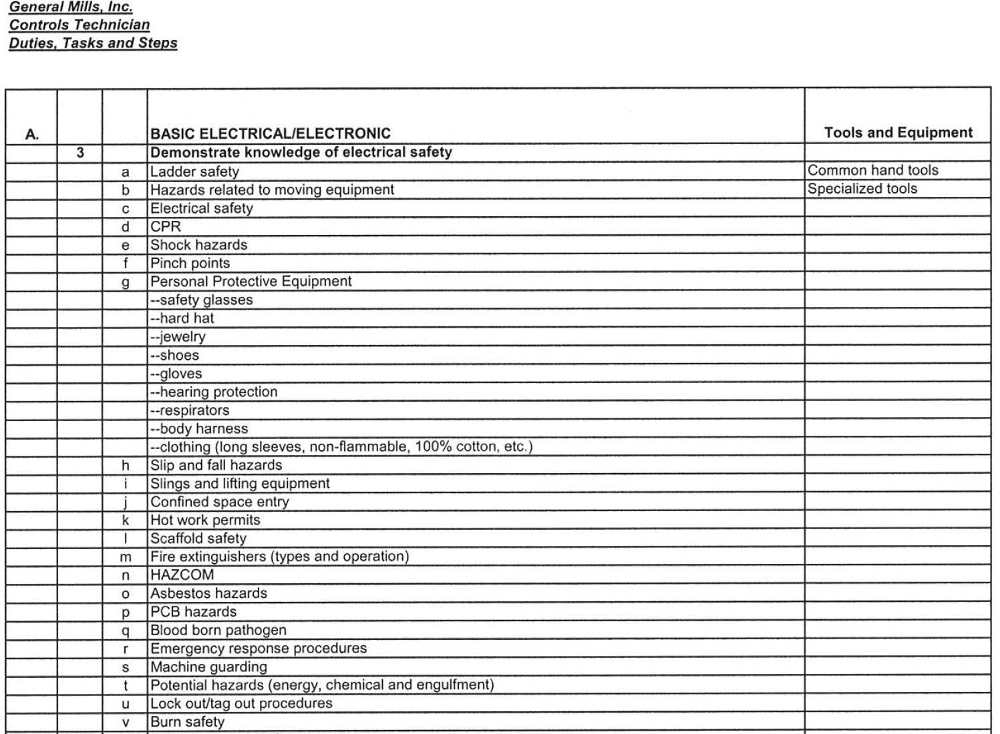 General Mills, Inc.
Controls Technician
Duties, Tasks and Steps
A. BASIC ELECTRICAL/ELECTRONIC Tools and Equipment
3 Demonstrate knowledge of electrical safety
a Ladder safety Common hand tools
b Hazards related to moving equipment Specialized tools
c Electrical safety
d CPR
e Shock hazards
f Pinch points
g Personal Protective Equipment
--safety glasses
--hard hat
--jewelry
--shoes
--gloves
--hearing protection
--respirators
--body harness
--clothing (long sleeves, non-flammable, 100% cotton, etc.)
h Slip and fall hazards
i Slings and lifting equipment
j Confined space entry
k Hot work permits
l Scaffold safety
m Fire extinguishers (types and operation)
n HAZCOM
o Asbestos hazards
p PCB hazards
q Blood born pathogen
r Emergency response procedures
s Machine guarding
t Potential hazards (energy, chemical and engulfment)
u Lock out/tag out procedures
v Burn safety